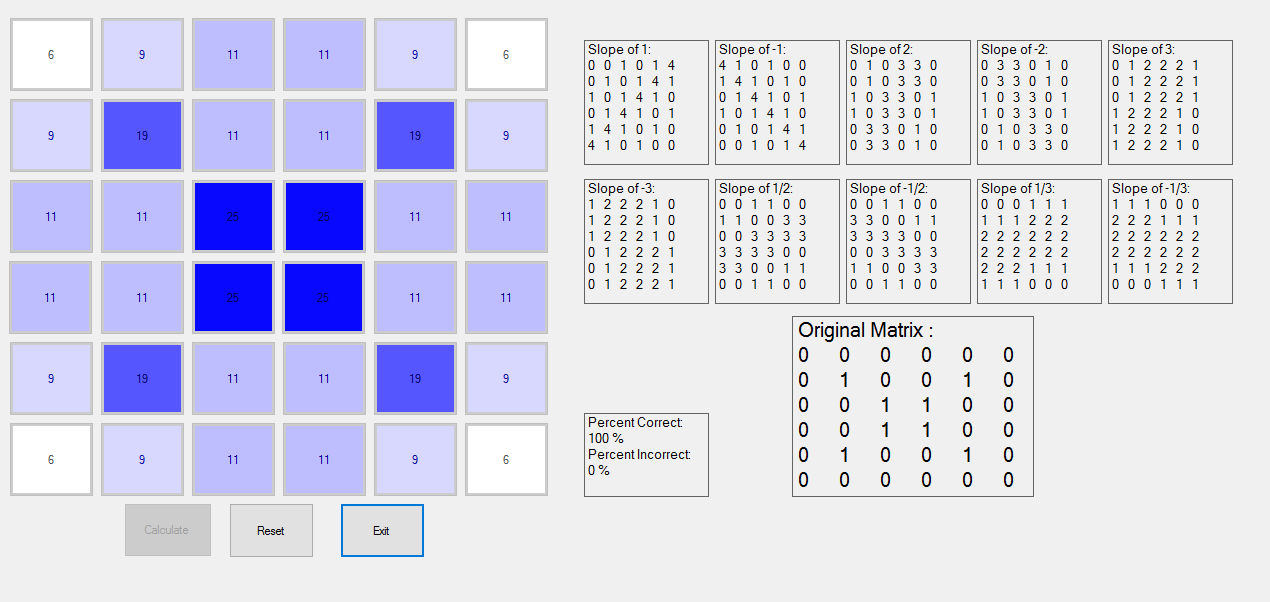 6 9 11 11 9 6
9 19 11 11 19 9
11 11 25 25 11 11
11 11 25 25 11 11
9 19 11 11 19 9
6 9 11 11 9 6
Calculate
Reset
Exit
Slope of 1:
0 0 1 0 1 4
0 1 0 1 4 1
1 0 1 4 1 0
0 1 4 1 0 1
1 4 1 0 1 0
4 1 0 1 0 0
Slope of -1:
4 1 0 1 0 0
1 4 1 0 1 0
0 1 4 1 0 1
1 0 1 4 1 0
0 1 0 1 4 1
0 0 1 0 1 4
Slope of 2:
0 1 0 3 3 0
0 1 0 3 3 0
1 0 3 3 0 1
1 0 3 3 0 1
0 3 3 0 1 0
0 3 3 0 1 0
Slope of -2:
0 3 3 0 1 0
0 3 3 0 1 0
1 0 3 3 0 1
1 0 3 3 0 1
0 1 0 3 3 0
0 1 0 3 3 0
Slope of 3:
0 1 2 2 2 1
0 1 2 2 2 1
0 1 2 2 2 1
1 2 2 2 1 0
1 2 2 2 1 0
1 2 2 2 1 0
Slope of -3:
1 2 2 2 1 0
1 2 2 2 1 0
1 2 2 2 1 0
0 1 2 2 2 1
0 1 2 2 2 1
0 1 2 2 2 1
Slope of 1/2:
0 0 1 1 0 0
1 1 0 0 3 3
0 0 3 3 3 3
3 3 3 3 0 0
3 3 0 0 1 1
0 0 1 1 0 0
Slope of -1/2:
0 0 1 1 0 0
3 3 0 0 1 1
3 3 3 3 0 0
0 0 3 3 3 3
1 1 0 0 3 3
0 0 1 1 0 0
Slope of 1/3:
0 0 0 1 1 1
1 1 1 2 2 2
2 2 2 2 2 2
2 2 2 2 2 2
2 2 2 1 1 1
1 1 1 0 0 0
Slope of -1/3:
1 1 1 0 0 0
2 2 2 1 1 1
2 2 2 2 2 2
2 2 2 2 2 2
1 1 1 2 2 2
0 0 0 1 1 1
Percent Correct:
100 %
Percent Incorrect:
0 %
Original Matrix :
0 0 0 0 0 0
0 1 0 0 1 0
0 0 1 1 0 0
0 0 1 1 0 0
0 1 0 0 1 0
0 0 0 0 0 0